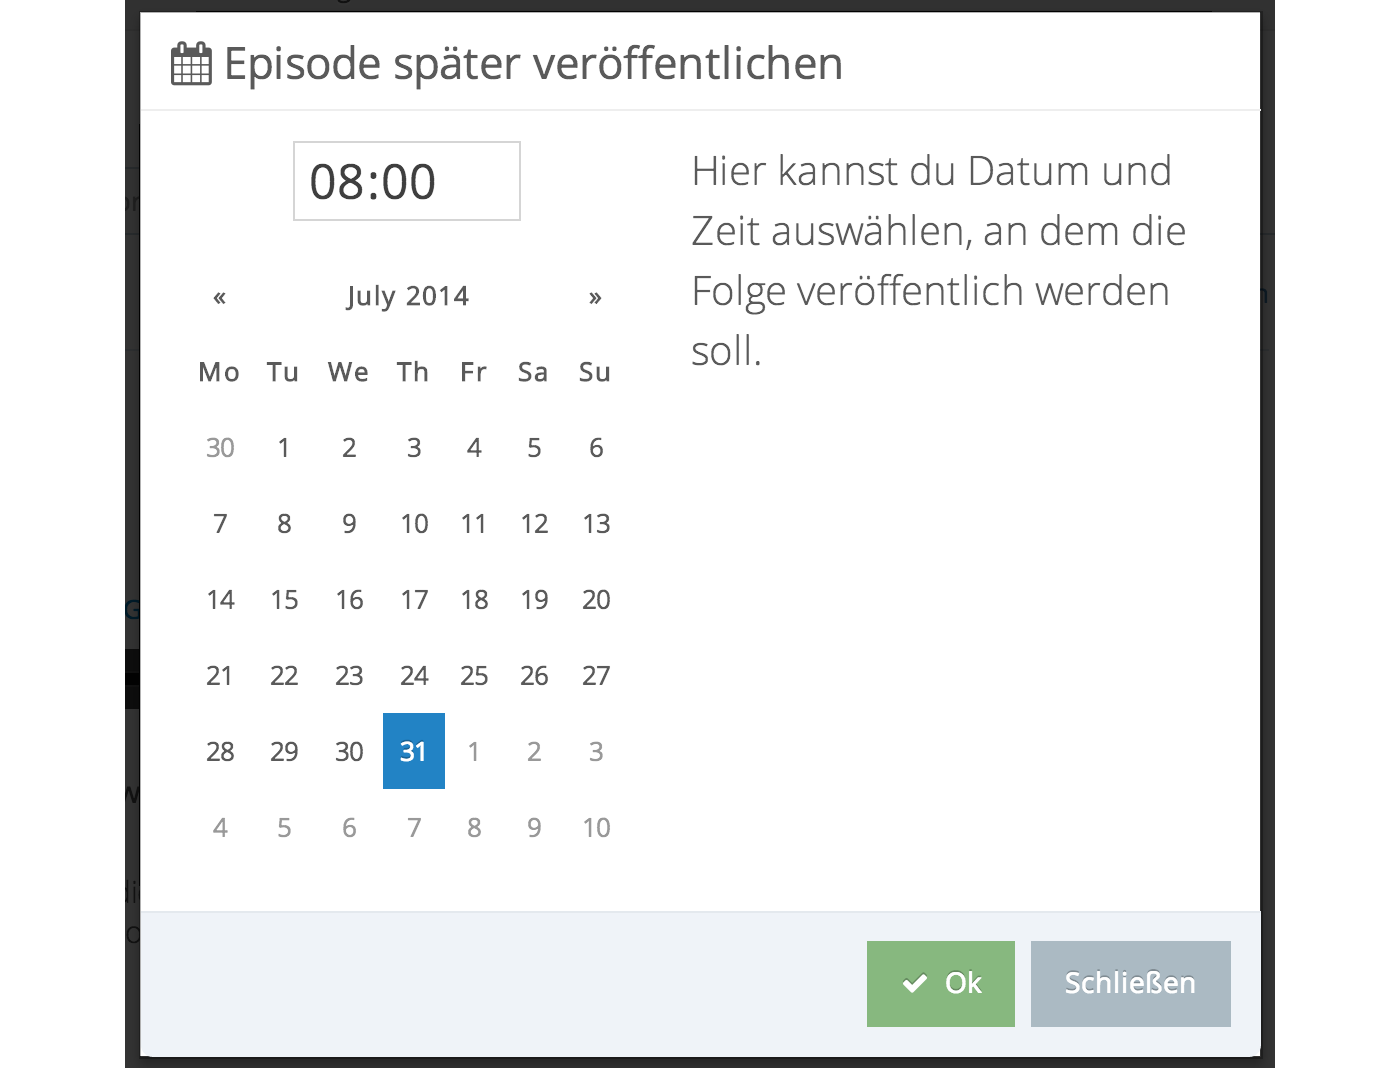 Episode später veröffentlichen
08:00
« July 2014 »
Mo Tu We Th Fr Sa Su
30 1 2 3 4 5 6
7 8 9 10 11 12 13
14 15 16 17 18 19 20
21 22 23 24 25 26 27
28 29 30 31 1 2 3
4 5 6 7 8 9 10
Hier kannst du Datum und
Zeit auswählen, an dem die
Folge veröffentlich werden
soll.
Ok
Schließen